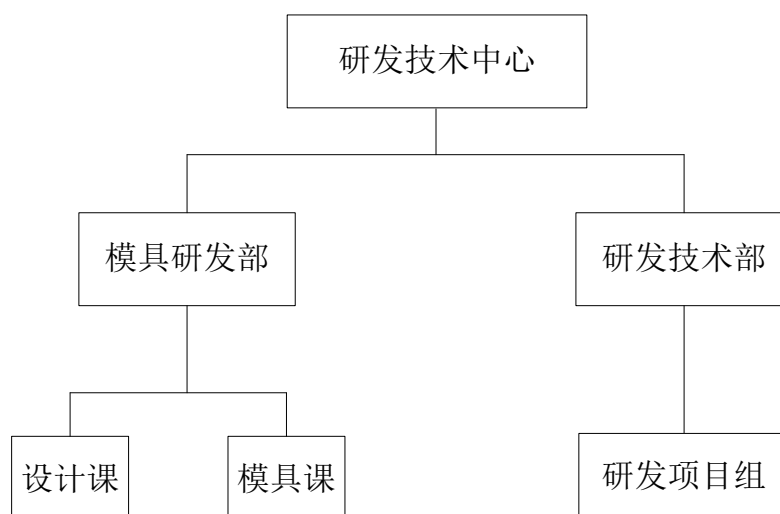 研发技术中心
模具研发部
研发技术部
设计课
模具课
研发项目组